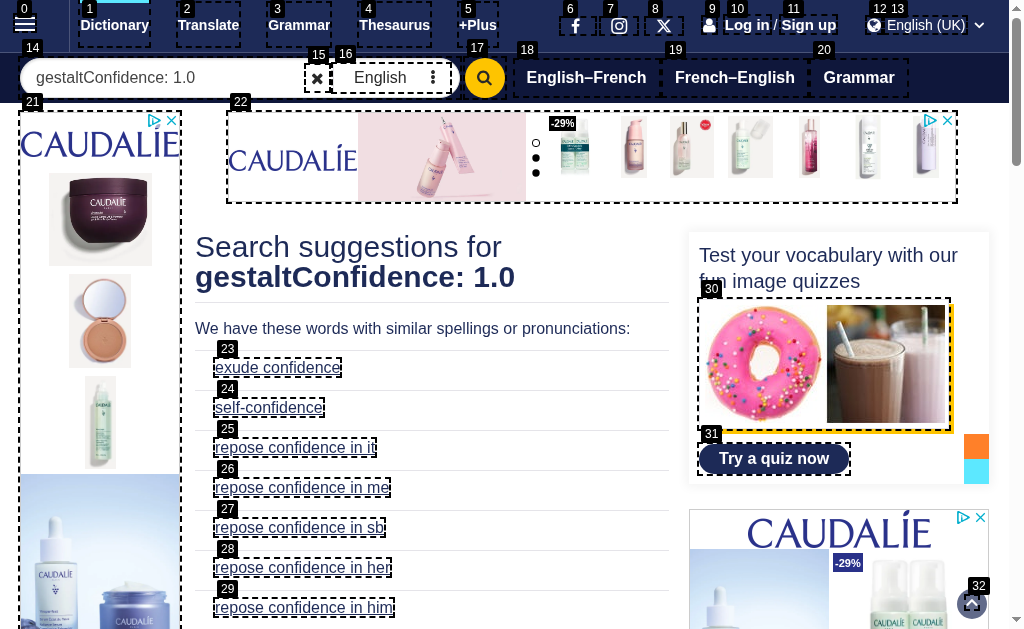 0 1 2 3 4 5 6 7 8 9 10 11 12 13
Dictionary Translate Grammar Thesaurus +Plus Log in / Sign up English (UK)
14 15 16 17 18 19 20
gestaltConfidence: 1.0 English English–French French–English Grammar
21 22
CAUDALÍE
CAUDALÍE
-29%
CAUDALÍE
Search suggestions for
gestaltConfidence: 1.0
We have these words with similar spellings or pronunciations:
23
exude confidence
24
self-confidence
25
repose confidence in it
26
repose confidence in me
27
repose confidence in sb
28
repose confidence in her
29
repose confidence in him
Test your vocabulary with our
fun image quizzes
30
31
Try a quiz now
CAUDALÍE
-29%
32
CAUDALÍE